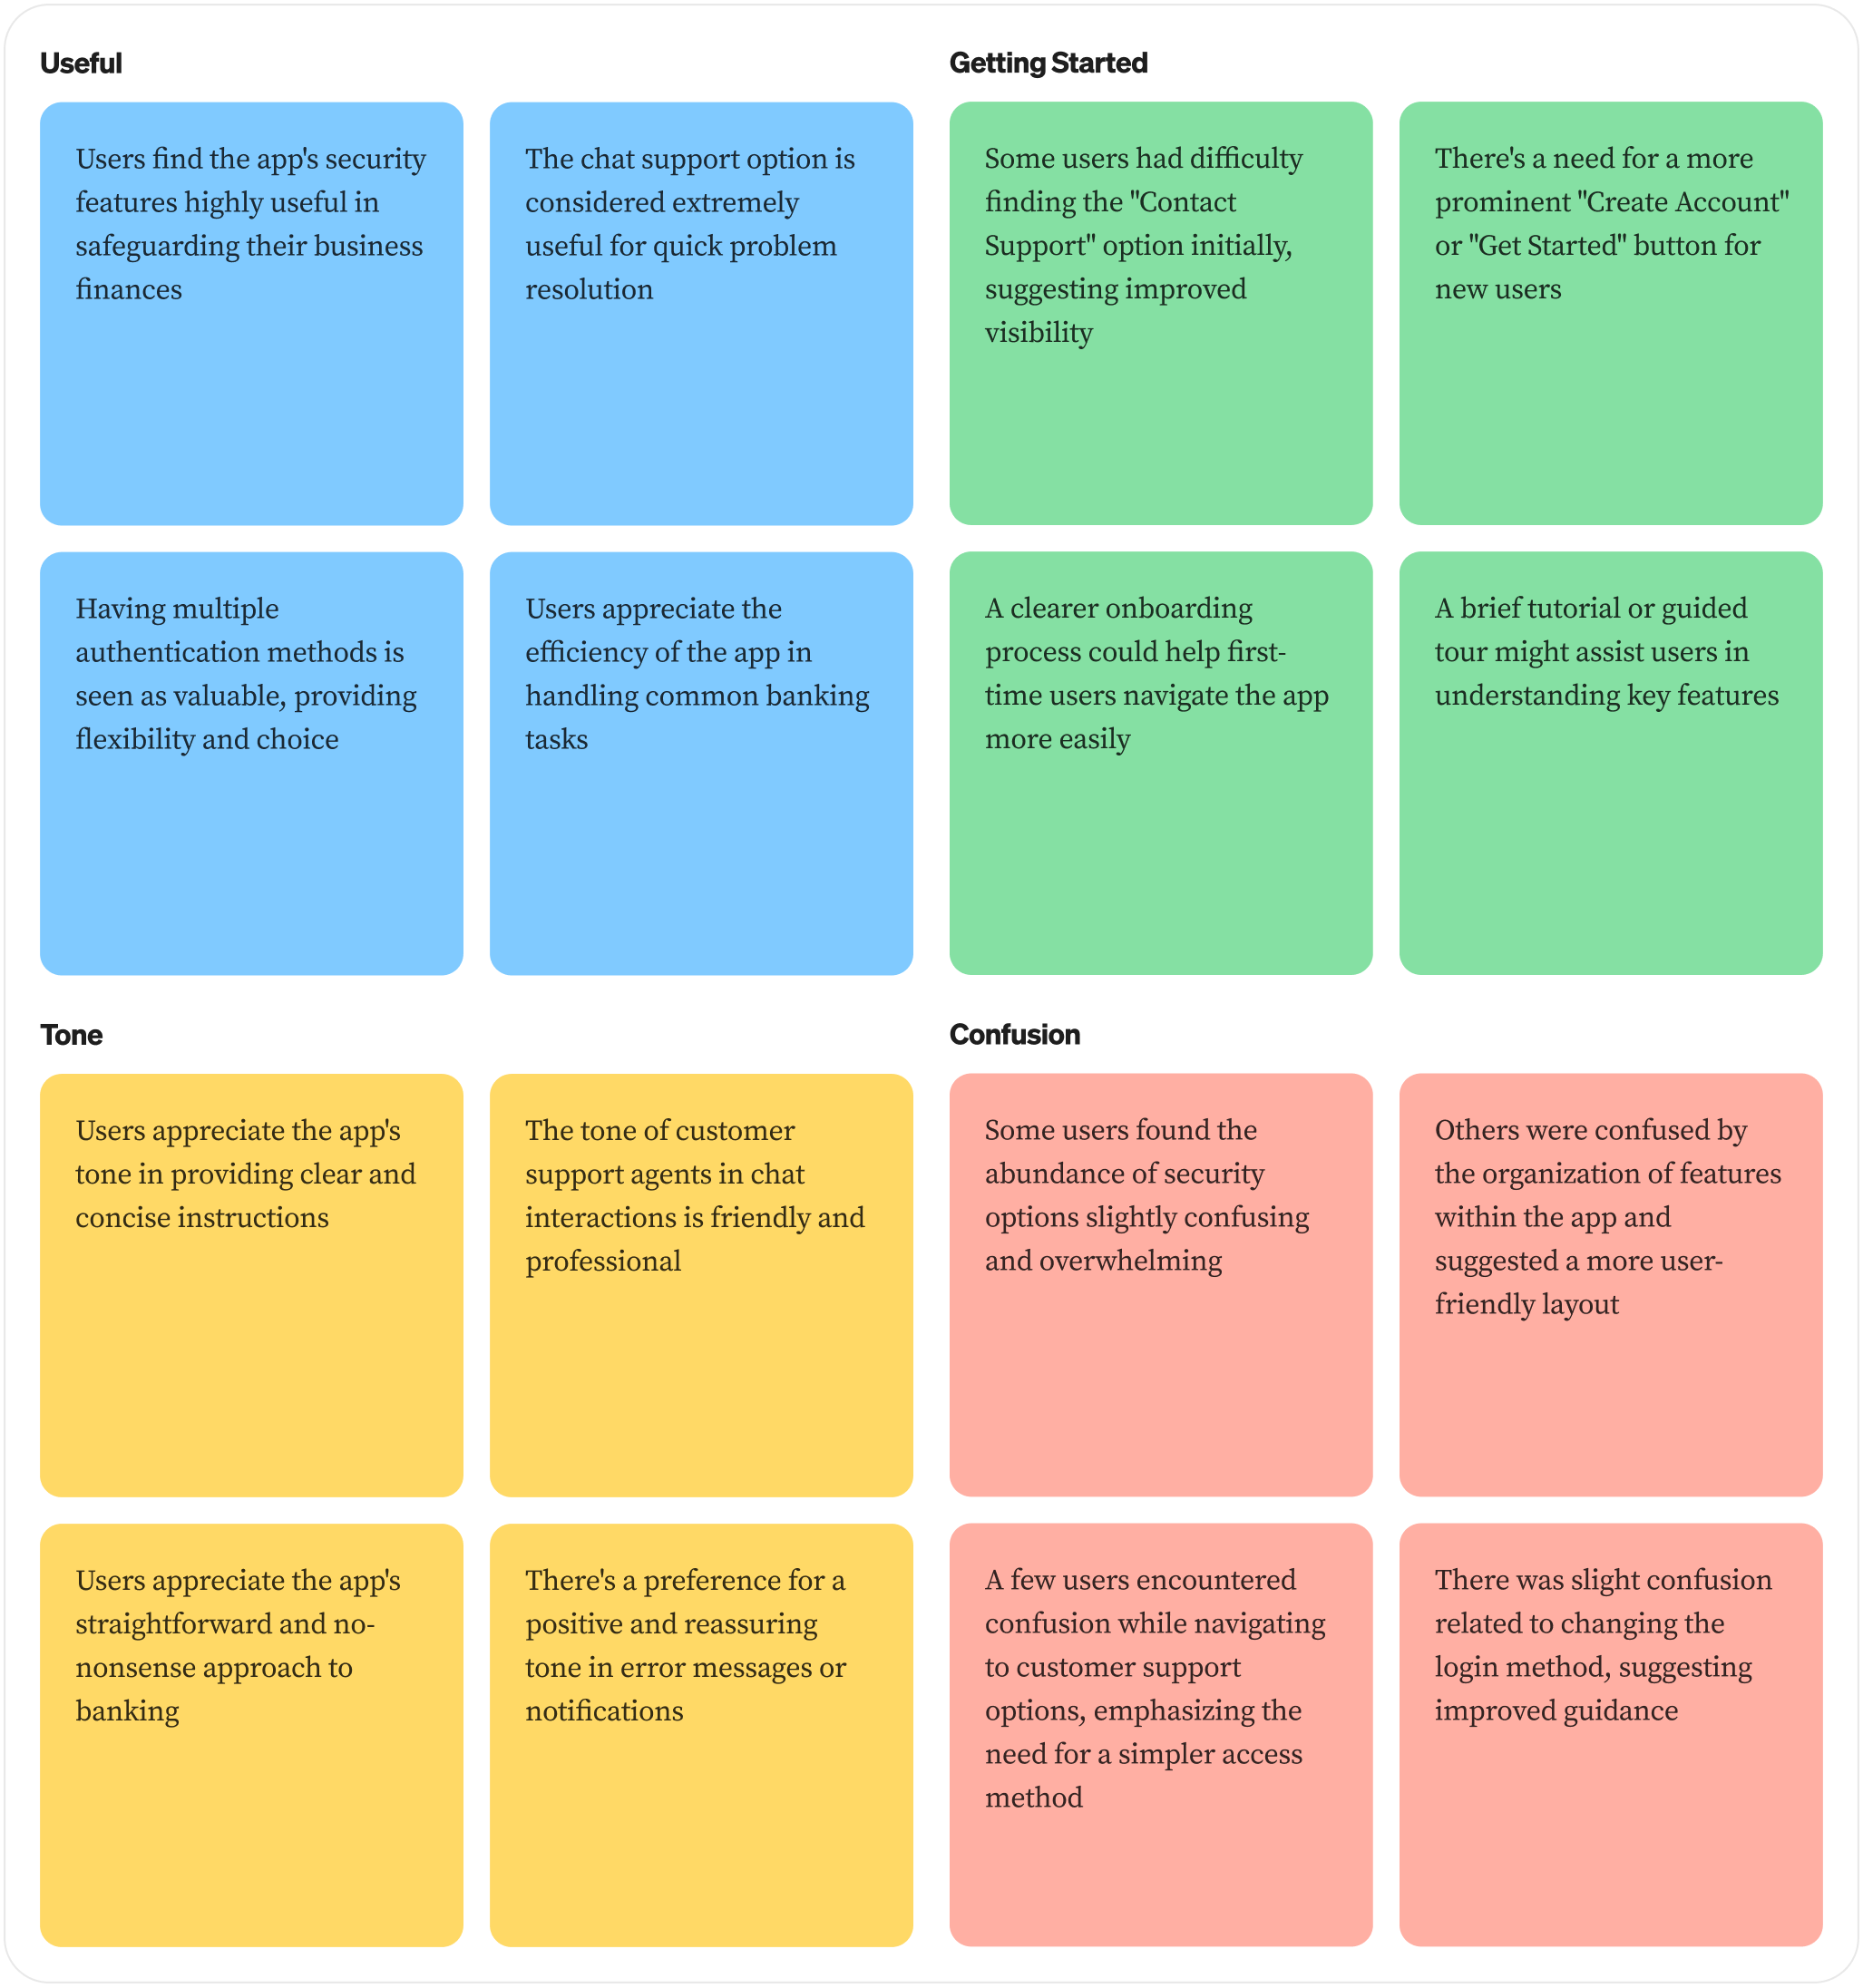 Useful
Users find the app's security
features highly useful in
safeguarding their business
finances
The chat support option is
considered extremely
useful for quick problem
resolution
Having multiple
authentication methods is
seen as valuable, providing
flexibility and choice
Users appreciate the
efficiency of the app in
handling common banking
tasks
Getting Started
Some users had difficulty
finding the "Contact
Support" option initially,
suggesting improved
visibility
There's a need for a more
prominent "Create Account"
or "Get Started" button for
new users
A clearer onboarding
process could help first-
time users navigate the app
more easily
A brief tutorial or guided
tour might assist users in
understanding key features
Tone
Users appreciate the app's
tone in providing clear and
concise instructions
The tone of customer
support agents in chat
interactions is friendly and
professional
Users appreciate the app's
straightforward and no-
nonsense approach to
banking
There's a preference for a
positive and reassuring
tone in error messages or
notifications
Confusion
Some users found the
abundance of security
options slightly confusing
and overwhelming
Others were confused by
the organization of features
within the app and
suggested a more user-
friendly layout
A few users encountered
confusion while navigating
to customer support
options, emphasizing the
need for a simpler access
method
There was slight confusion
related to changing the
login method, suggesting
improved guidance